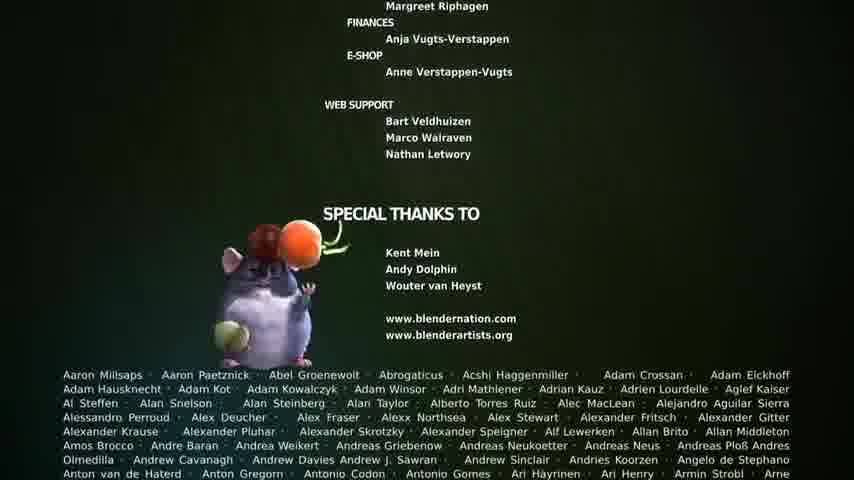 Margreet Riphagen
FINANCES
Anja Vugts-Verstappen
E-SHOP
Anne Verstappen-Vugts
WEB SUPPORT
Bart Veldhuizen
Marco Walraven
Nathan Letwory
SPECIAL THANKS TO
Kent Mein
Andy Dolphin
Wouter van Heyst
www.blendernation.com
www.blenderartists.org
Aaron Millsaps · Aaron Paetznick · Abel Groenewolt · Abrogaticus · Acshi Haggenmiller · Adam Crossan · Adam Eickhoff
Adam Hausknecht · Adam Kot · Adam Kowalczyk · Adam Winsor · Adri Mathlener · Adrian Kauz · Adrien Lourdelle · Aglef Kaiser
Al Steffen · Alan Snelson · Alan Steinberg · Alan Taylor · Alberto Torres Ruiz · Alec MacLean · Alejandro Aguilar Sierra
Alessandro Perroud · Alex Deucher · Alex Fraser · Alexx Northsea · Alex Stewart · Alexander Fritsch · Alexander Gitter
Alexander Krause · Alexander Pluhar · Alexander Skrotzky · Alexander Speigner · Alf Lewerken · Allan Brito · Allan Middleton
Amos Brocco · Andre Baran · Andrea Weikert · Andreas Griebenow · Andreas Neukoetter · Andreas Neus · Andreas Ploß Andres
Olmedilla · Andrew Cavanagh · Andrew Davies Andrew J. Sawran · Andrew Sinclair · Andries Koorzen · Angelo de Stephano
Anton van de Haterd · Anton Gregorn · Antonio Codon · Antonio Gomes · Ari Häyrinen · Ari Henry · Armin Strobl · Arne